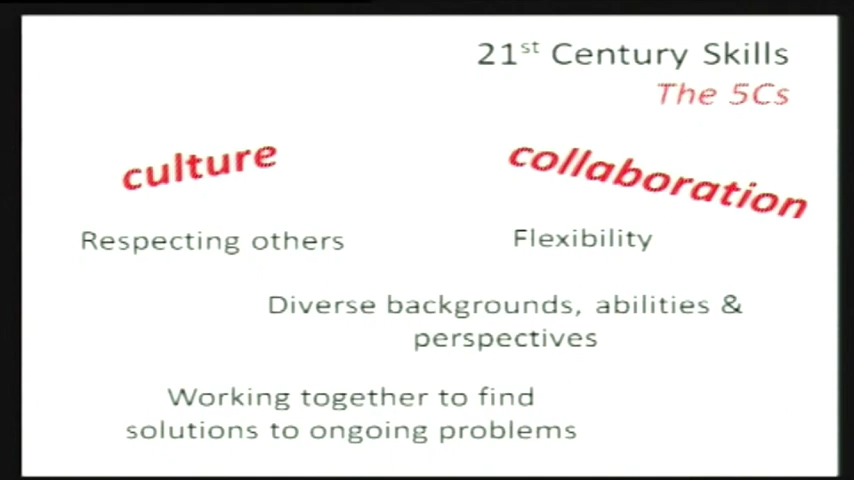 21st Century Skills
The 5Cs
culture
collaboration
Respecting others
Flexibility
Diverse backgrounds, abilities &
perspectives
Working together to find
solutions to ongoing problems